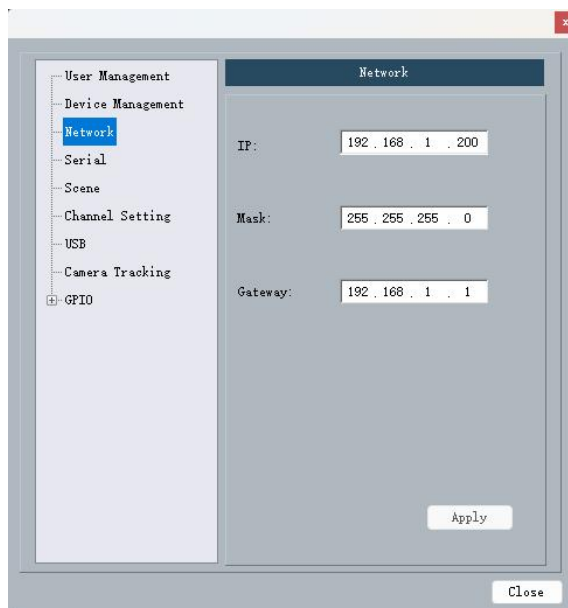 x
User Management
Device Management
Network
Serial
Scene
Channel Setting
USB
Camera Tracking
GPIO
Network
IP: 192 . 168 . 1 . 200
Mask: 255 . 255 . 255 . 0
Gateway: 192 . 168 . 1 . 1
Apply
Close